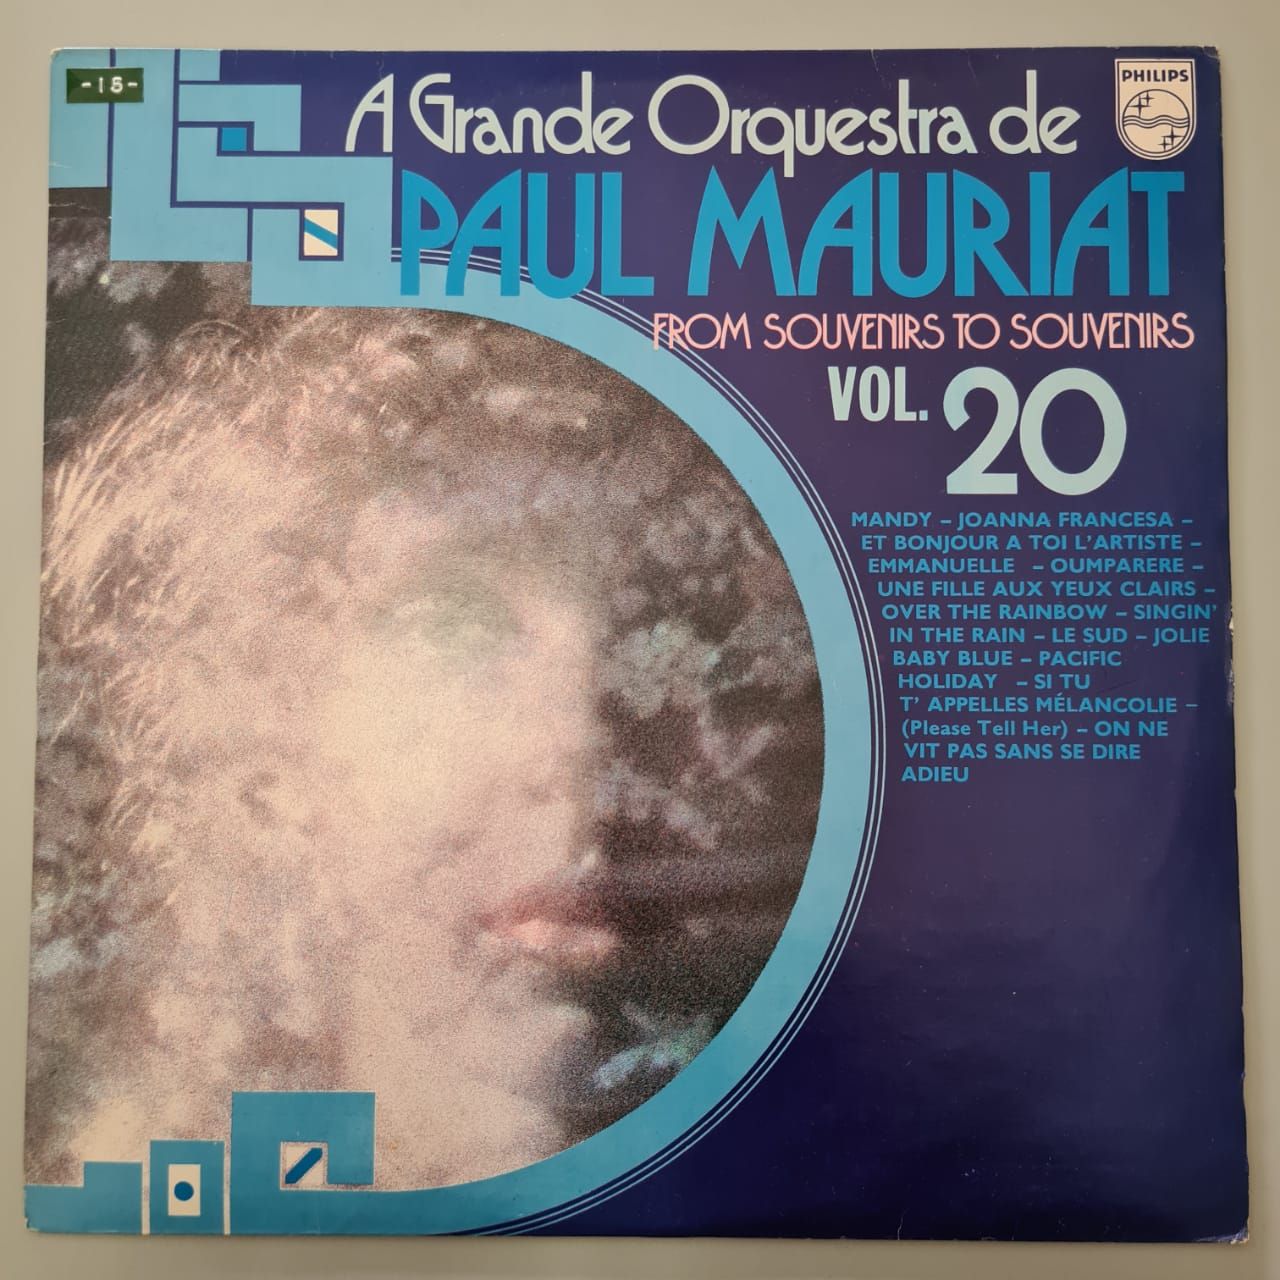 -15-
A Grande Orquestra de
PHILIPS
PAUL MAURIAT
FROM SOUVENIRS TO SOUVENIRS
VOL. 20
MANDY – JOANNA FRANCESA –
ET BONJOUR A TOI L'ARTISTE –
EMMANUELLE – OUMPARERE –
UNE FILLE AUX YEUX CLAIRS –
OVER THE RAINBOW – SINGIN'
IN THE RAIN – LE SUD – JOLIE
BABY BLUE – PACIFIC
HOLIDAY – SI TU
T' APPELLES MÉLANCOLIE –
(Please Tell Her) – ON NE
VIT PAS SANS SE DIRE
ADIEU